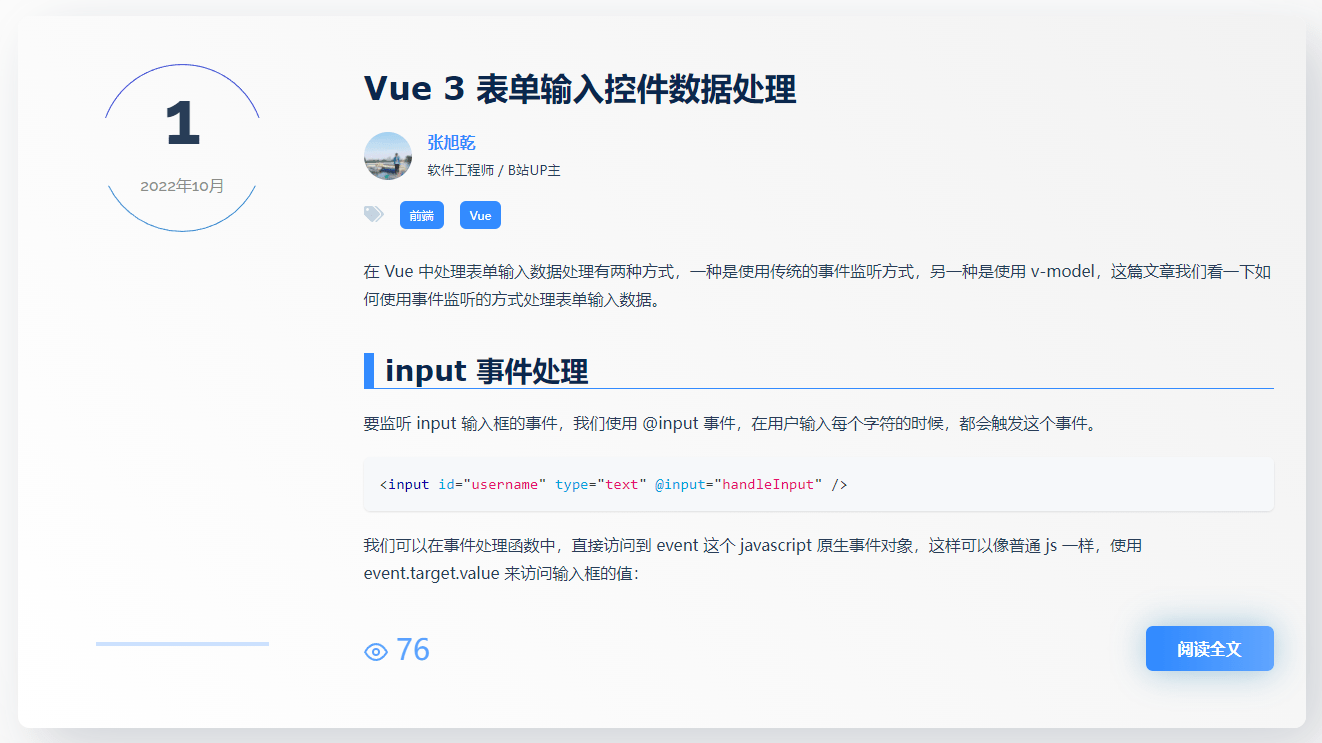 1
2022年10月
Vue 3 表单输入控件数据处理
张旭乾
软件工程师 / B站UP主
前端
Vue
在 Vue 中处理表单输入数据处理有两种方式，一种是使用传统的事件监听方式，另一种是使用 v-model，这篇文章我们看一下如
何使用事件监听的方式处理表单输入数据。
input 事件处理
要监听 input 输入框的事件，我们使用 @input 事件，在用户输入每个字符的时候，都会触发这个事件。
<input id="username" type="text" @input="handleInput" />
我们可以在事件处理函数中，直接访问到 event 这个 javascript 原生事件对象，这样可以像普通 js 一样，使用
event.target.value 来访问输入框的值：
76
阅读全文